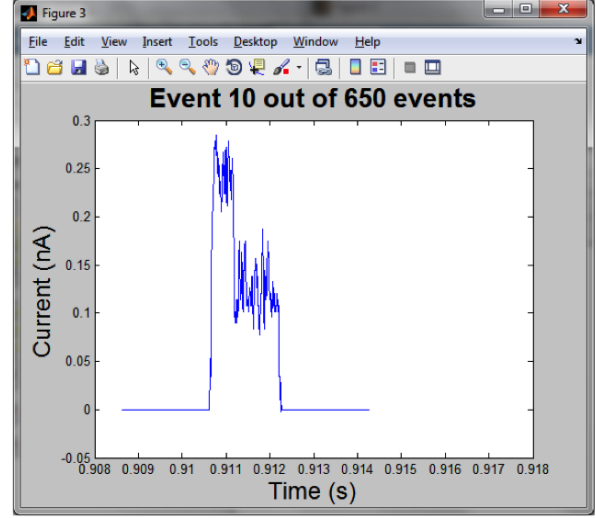 Figure 3
File Edit View Insert Tools Desktop Window Help
Event 10 out of 650 events
0.3
0.25
0.2
0.15
0.1
0.05
0
-0.05
Current (nA)
0.908 0.909 0.91 0.911 0.912 0.913 0.914 0.915 0.916 0.917 0.918
Time (s)